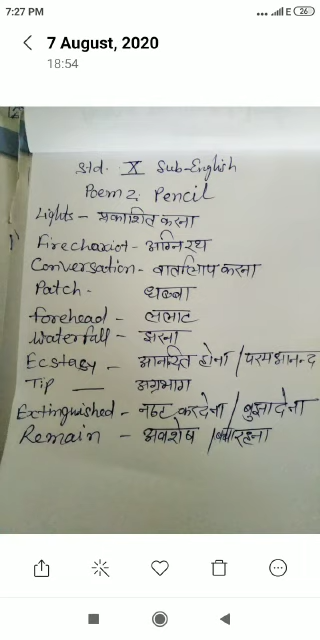 7:27 PM
... E 26
7 August, 2020
18:54
Std. X Sub-English
Poem 2. Pencil
Lights - प्रकाशित करना
Firechariot - अग्निरथ
Conversation - वार्तालाप करना
Patch - धब्बा
forehead - ललाट
Waterfall - झरना
Ecstasy - आनंदित होना / परमआनन्द
Tip — अग्रभाग
Extinguished - नष्ट करदेना / बुझादेना
Remain - अवशेष /